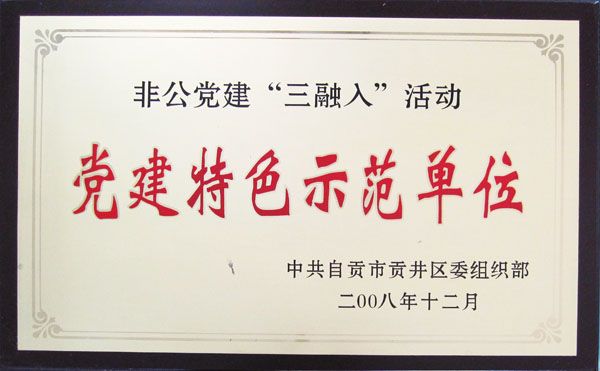 非公党建“三融入”活动
党建特色示范单位
中共自贡市贡井区委组织部
二00八年十二月